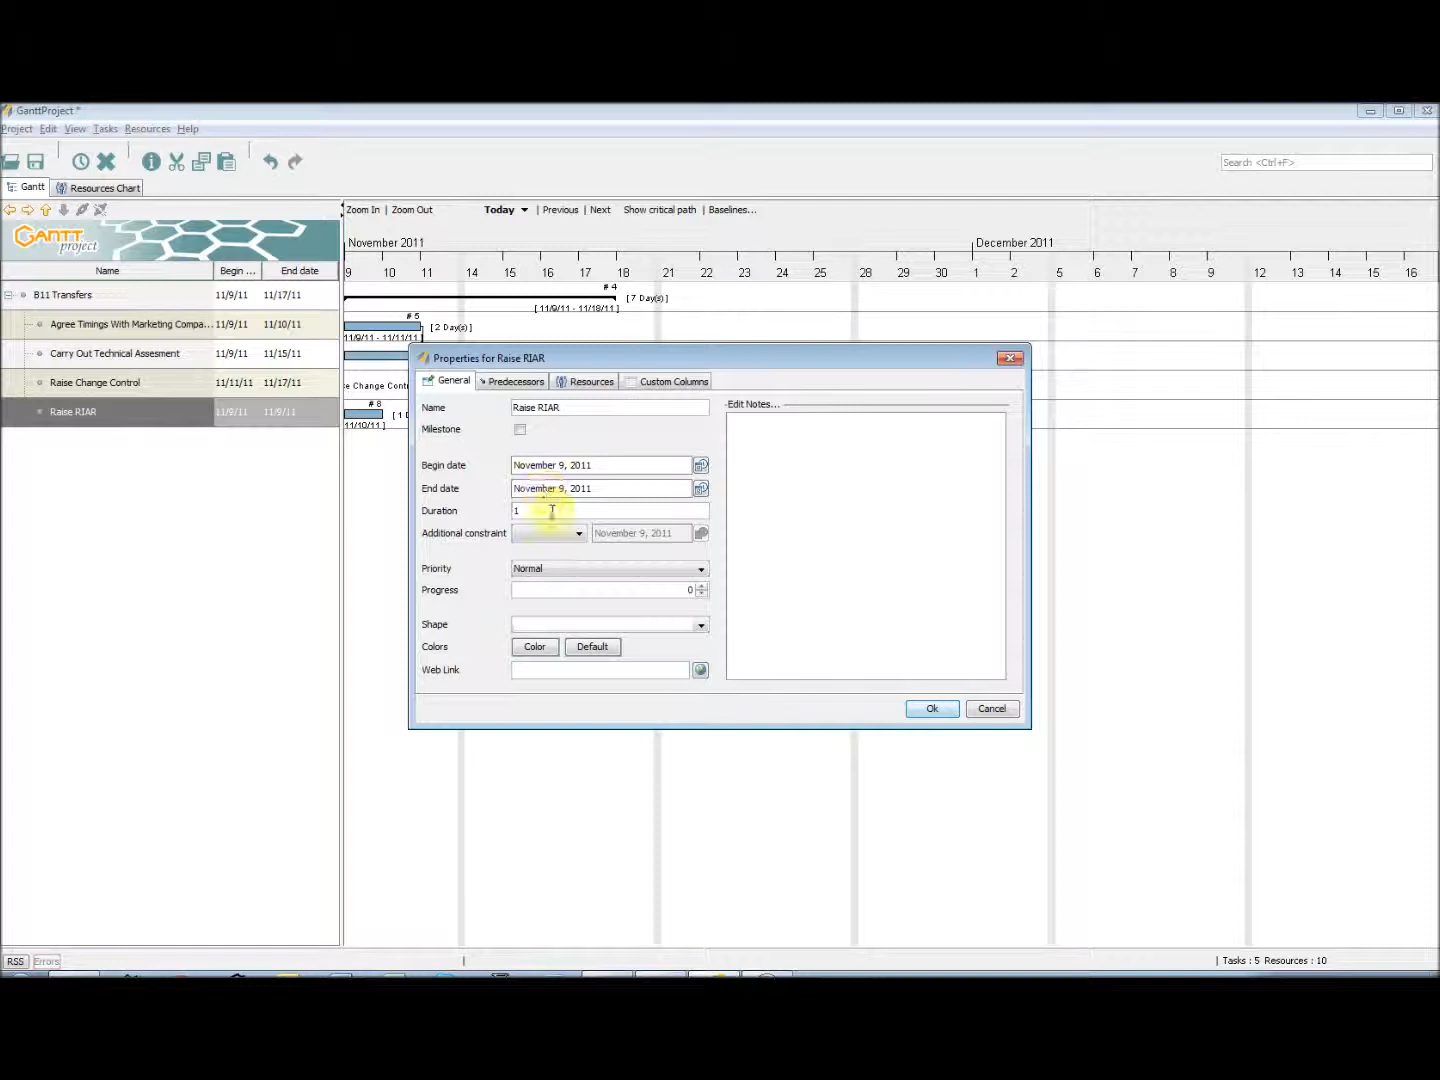 GanttProject *
Project Edit View Tasks Resources Help
Search <Ctrl+F>
Gantt Resources Chart
Zoom In | Zoom Out Today | Previous | Next Show critical path | Baselines...
GANTT project
November 2011 December 2011
9 10 11 14 15 16 17 18 21 22 23 24 25 28 29 30 1 2 5 6 7 8 9 12 13 14 15 16
Name Begin ... End date
# 4
B11 Transfers 11/9/11 11/17/11 [7 Day(s)]
[11/9/11 - 11/18/11]
# 5
Agree Timings With Marketing Compa... 11/9/11 11/10/11 [2 Day(s)]
11/9/11 - 11/11/11]
Carry Out Technical Assesment 11/9/11 11/15/11
Raise Change Control 11/11/11 11/17/11
# 8
Raise RIAR 11/9/11 11/9/11 [1
11/10/11]
Properties for Raise RIAR
General Predecessors Resources Custom Columns
Name Raise RIAR
Edit Notes...
Milestone
Begin date November 9, 2011
End date November 9, 2011
Duration 1
Additional constraint November 9, 2011
Priority Normal
Progress 0
Shape
Colors Color Default
Web Link
Ok Cancel
RSS Errors
| Tasks : 5 Resources : 10